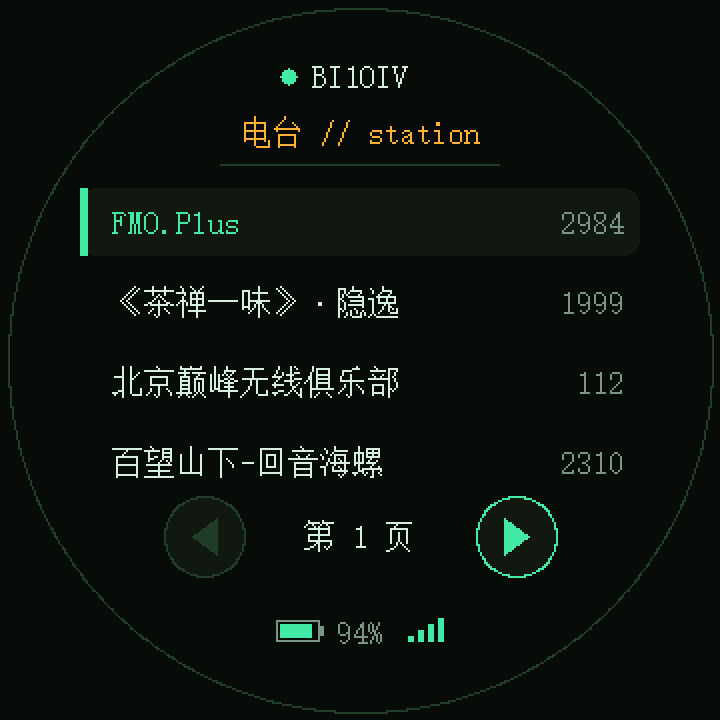 BI1OIV
电台 // station
FMO.Plus 2984
《茶禅一味》·隐逸 1999
北京巅峰无线俱乐部 112
百望山下-回音海螺 2310
第 1 页
94%